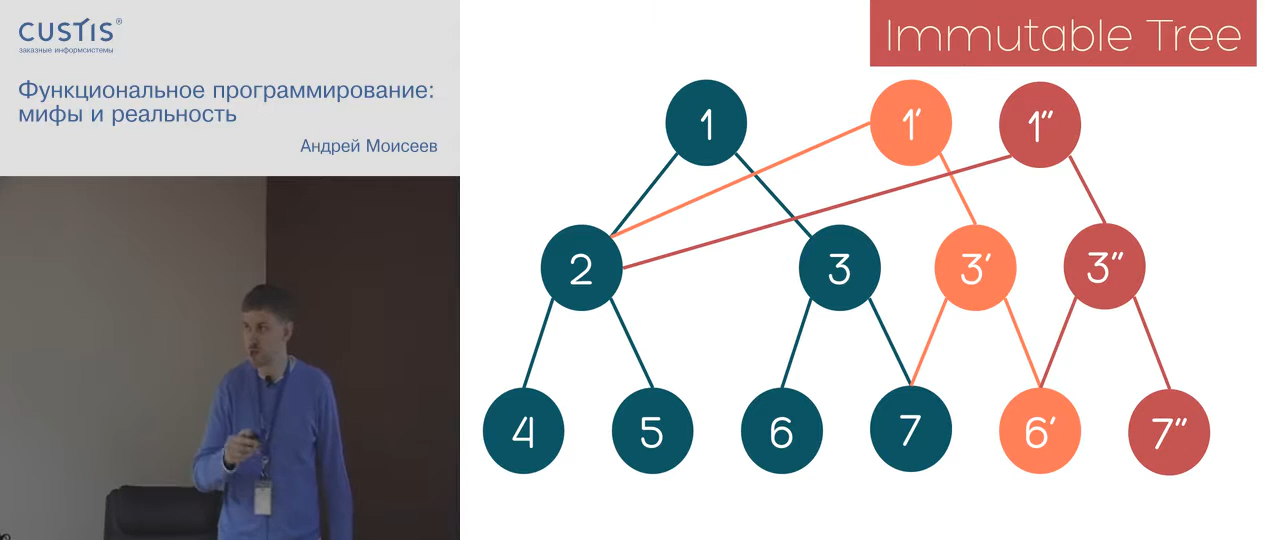 CUSTIS®
заказные информсистемы
Функциональное программирование:
мифы и реальность
Андрей Моисеев
Immutable Tree
1 1′ 1″
2 3 3′ 3″
4 5 6 7 6′ 7″